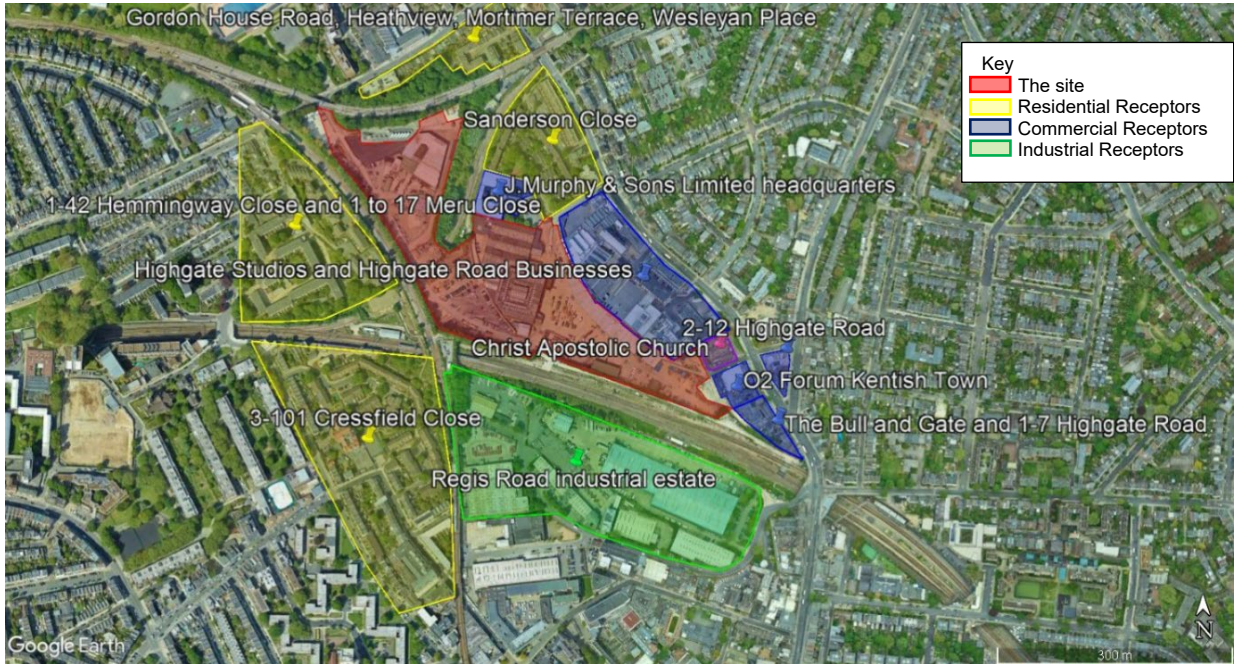 Gordon House Road, Heathview, Mortimer Terrace, Wesleyan Place
Key
The site
Residential Receptors
Commercial Receptors
Industrial Receptors
Sanderson Close
J.Murphy & Sons Limited headquarters
1-42 Hemmingway Close and 1 to 17 Meru Close
Highgate Studios and Highgate Road Businesses
2-12 Highgate Road
Christ Apostolic Church
O2 Forum Kentish Town
3-101 Cressfield Close
The Bull and Gate and 1-7 Highgate Road
Regis Road industrial estate
N
Google Earth
300 m